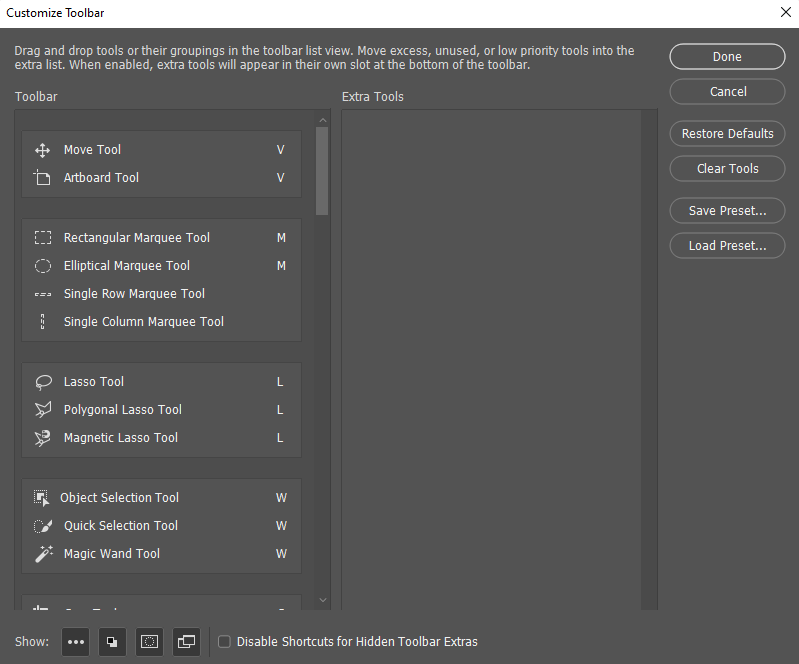 Customize Toolbar
Drag and drop tools or their groupings in the toolbar list view. Move excess, unused, or low priority tools into the
extra list. When enabled, extra tools will appear in their own slot at the bottom of the toolbar.
Toolbar
Extra Tools
Move Tool V
Artboard Tool V
Rectangular Marquee Tool M
Elliptical Marquee Tool M
Single Row Marquee Tool
Single Column Marquee Tool
Lasso Tool L
Polygonal Lasso Tool L
Magnetic Lasso Tool L
Object Selection Tool W
Quick Selection Tool W
Magic Wand Tool W
Done
Cancel
Restore Defaults
Clear Tools
Save Preset...
Load Preset...
Show:
Disable Shortcuts for Hidden Toolbar Extras